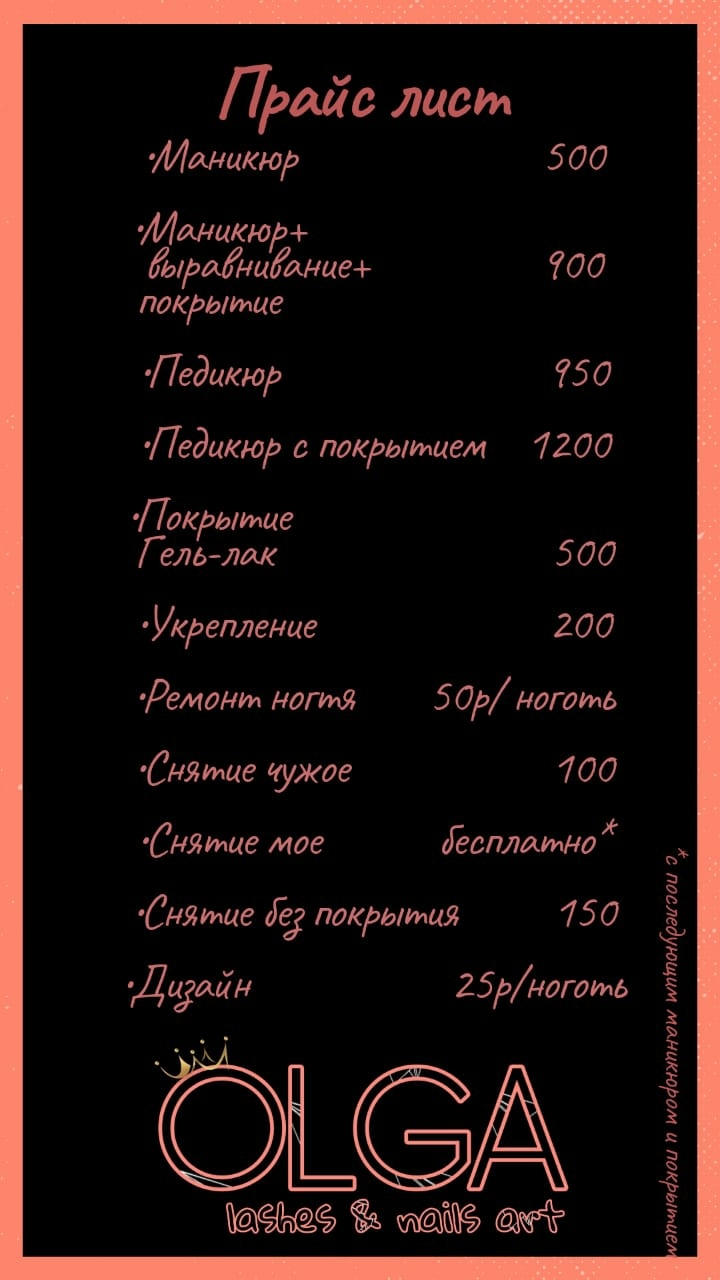 Прайс лист
•Маникюр 500
•Маникюр+
выравнивание+ 900
покрытие
•Педикюр 950
•Педикюр с покрытием 1200
•Покрытие
Гель-лак 500
•Укрепление 200
•Ремонт ногтя 50р/ ноготь
•Снятие чужое 100
•Снятие мое бесплатно*
•Снятие без покрытия 150
•Дизайн 25р/ноготь
*с последующим маникюром и покрытием
OLGA
lashes & nails art